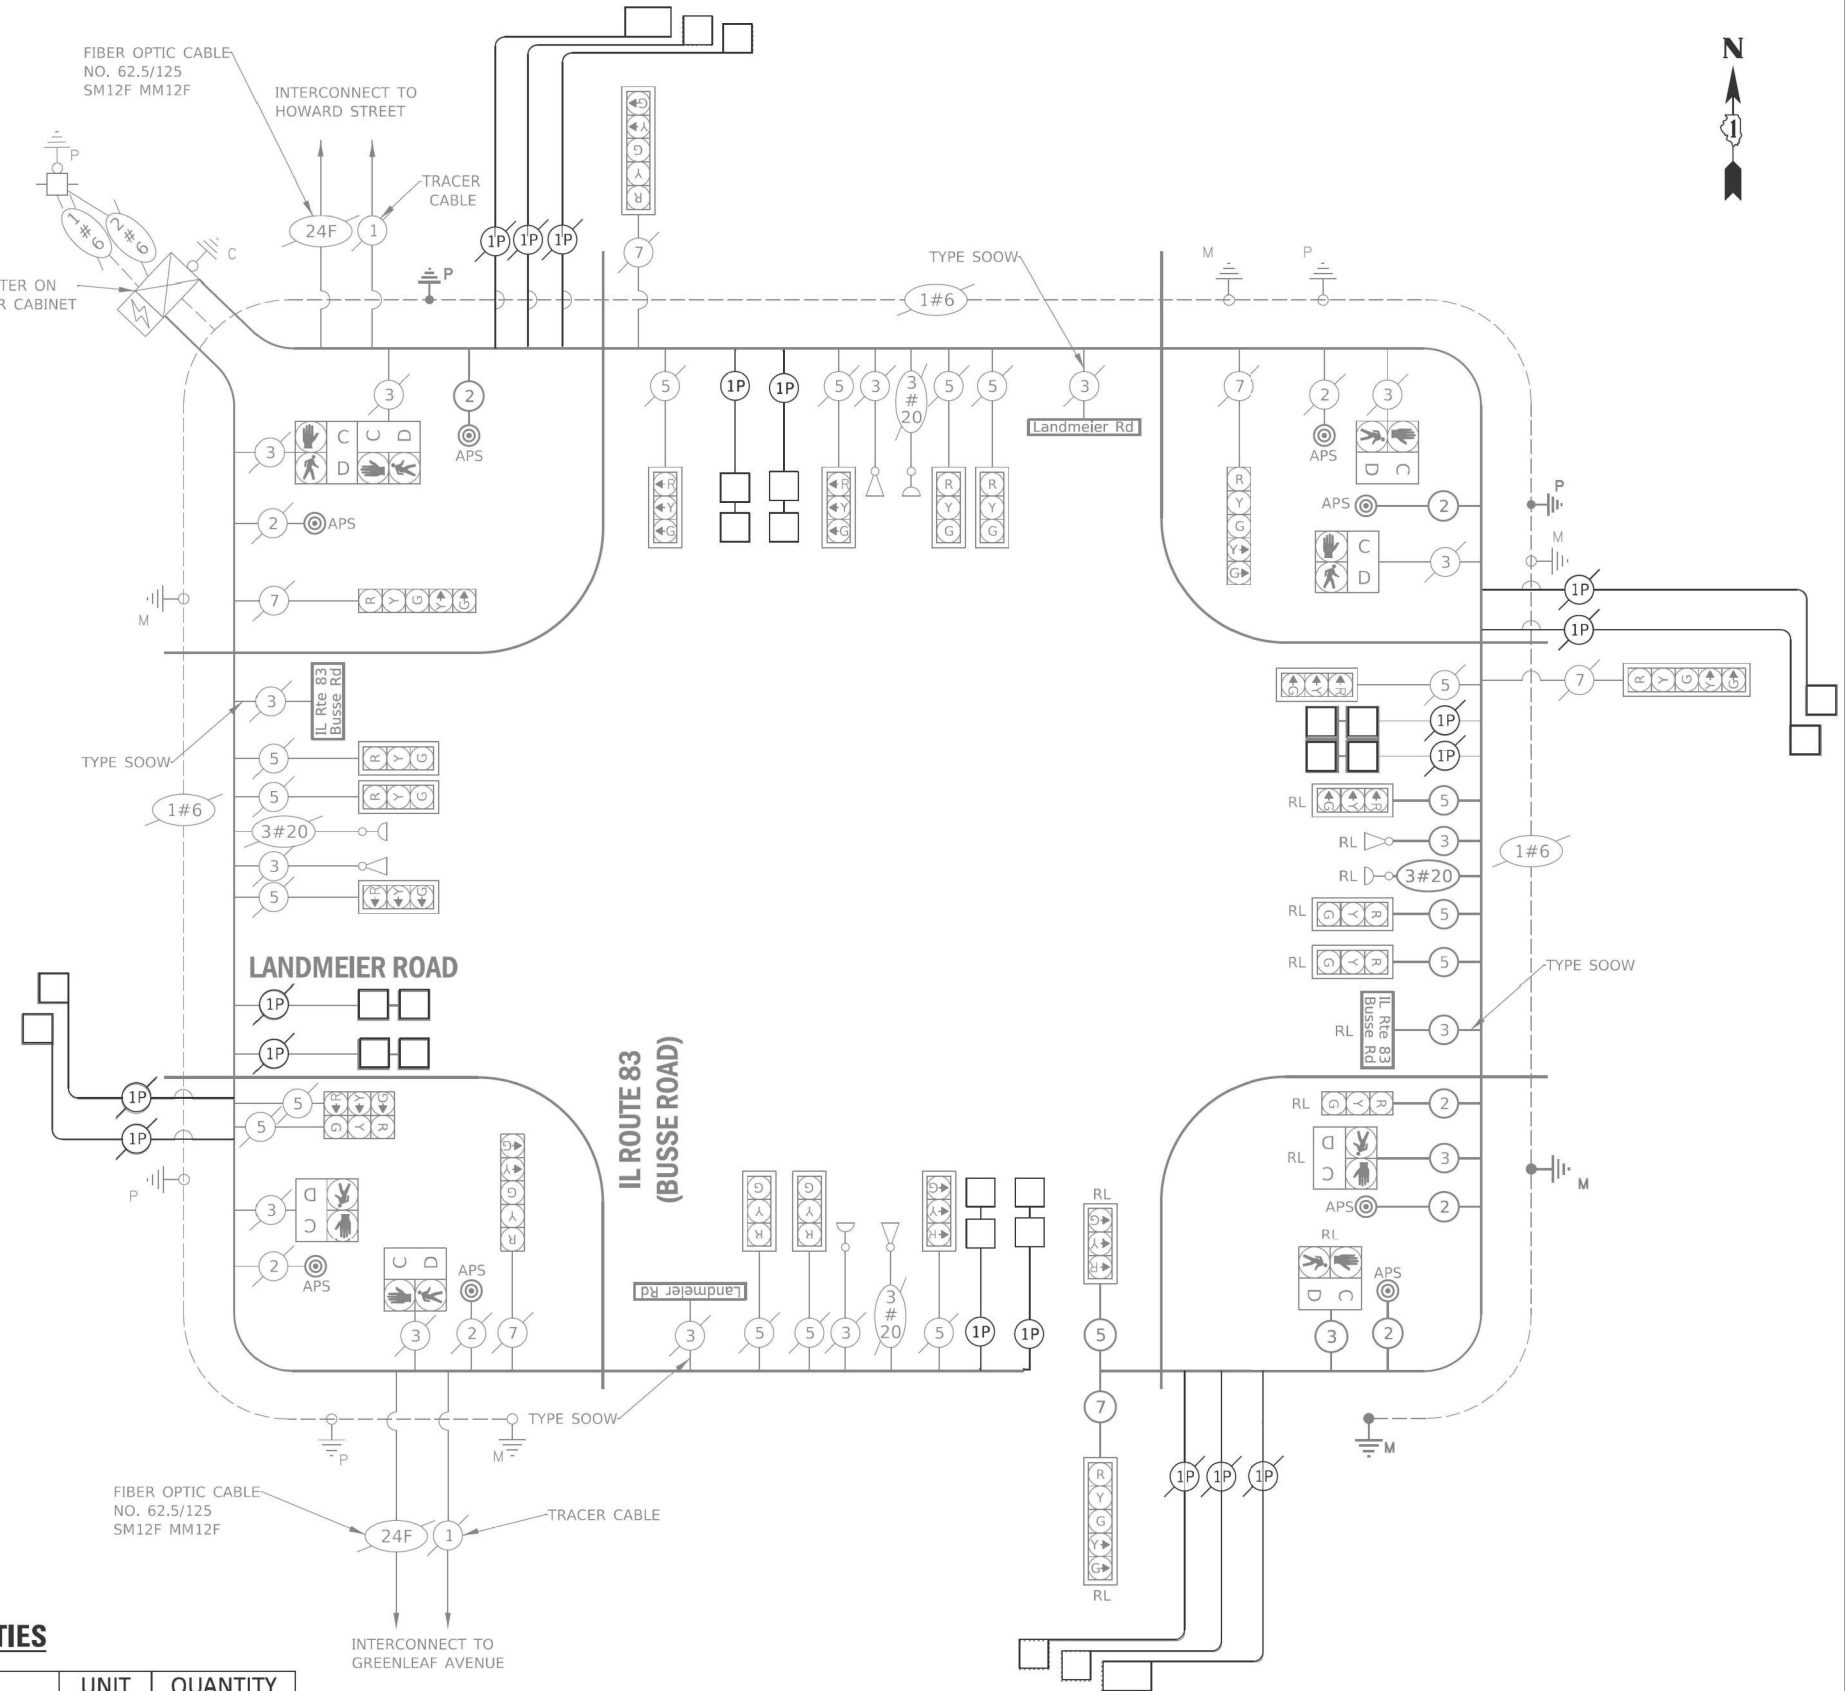 N
1
FIBER OPTIC CABLE
NO. 62.5/125
SM12F MM12F
INTERCONNECT TO
HOWARD STREET
TRACER
CABLE
P
1#6
2#6
C
24F
1
1P
1P
1P
7
G
Y
G
Y
R
TER ON
R CABINET
P
TYPE SOOW
1#6
M
P
3
2
APS
5
1P
1P
5
3
3
#
20
5
5
3
Landmeier Rd
7
2
APS
3
3
C
D
C
D
R
Y
G
R
Y
G
R
Y
G
R
Y
G
R
Y
G
Y
G
D
C
2
APS
APS
2
P
M
C
D
3
1P
1P
M
7
R Y G Y G
3
IL Rte 83
Busse Rd
TYPE SOOW
G Y R
5
7
R Y G Y G
1P
1P
5
R Y G
5
R Y G
1#6
3#20
3
5
R Y G
RL
G Y R
5
RL
3
RL
3#20
1#6
RL
G Y R
5
RL
G Y R
5
TYPE SOOW
LANDMEIER ROAD
1P
1P
RL
IL Rte 83
Busse Rd
3
IL ROUTE 83
(BUSSE ROAD)
1P
1P
5
R Y G
5
G Y R
RL
G Y R
2
RL
D
C
3
APS
2
M
P
3
D
C
2
APS
C
D
3
APS
2
G
Y
G
Y
R
7
Landmeier Rd
3
TYPE SOOW
G
Y
R
5
G
Y
R
5
3
3
#
20
G
Y
R
5
1P
1P
RL
G
Y
R
5
7
R
Y
G
Y
G
RL
RL
D
C
3
APS
2
M
P
M
1P
1P
1P
FIBER OPTIC CABLE
NO. 62.5/125
SM12F MM12F
24F
1
TRACER CABLE
INTERCONNECT TO
GREENLEAF AVENUE
TIES
UNIT
QUANTITY